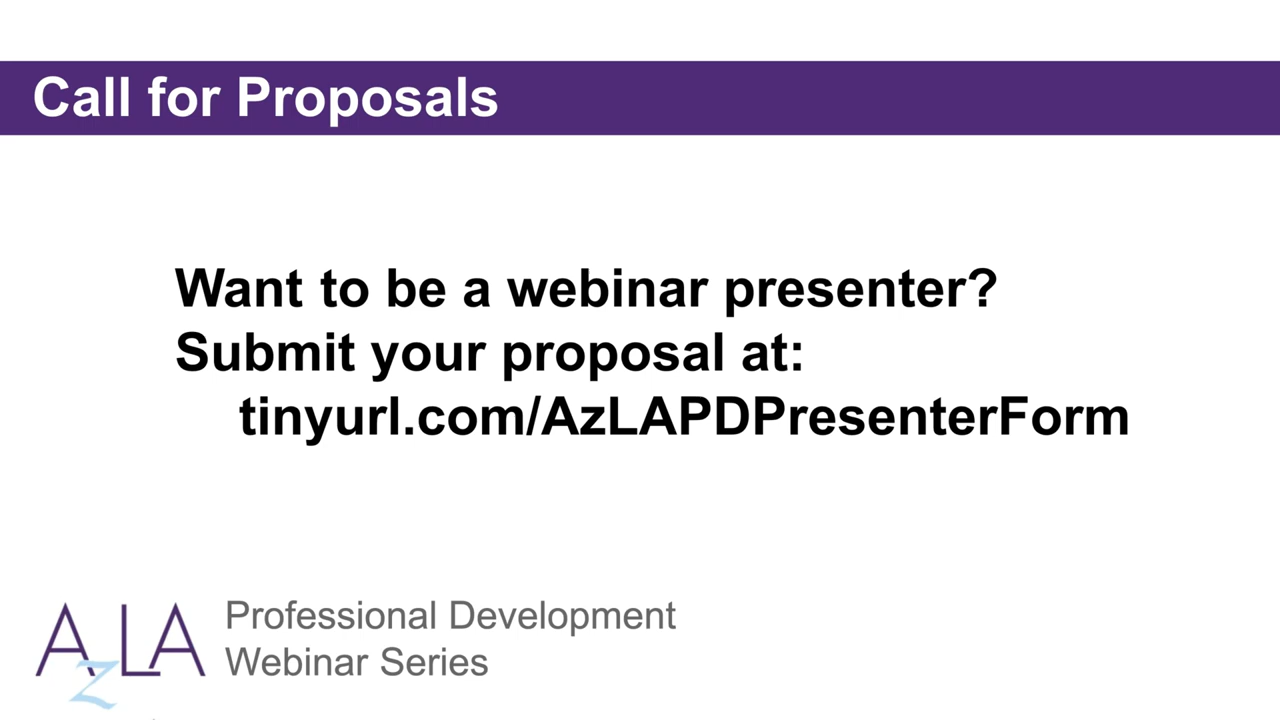 Call for Proposals
Want to be a webinar presenter?
Submit your proposal at:
tinyurl.com/AzLAPDPresenterForm
AzLA
Professional Development
Webinar Series